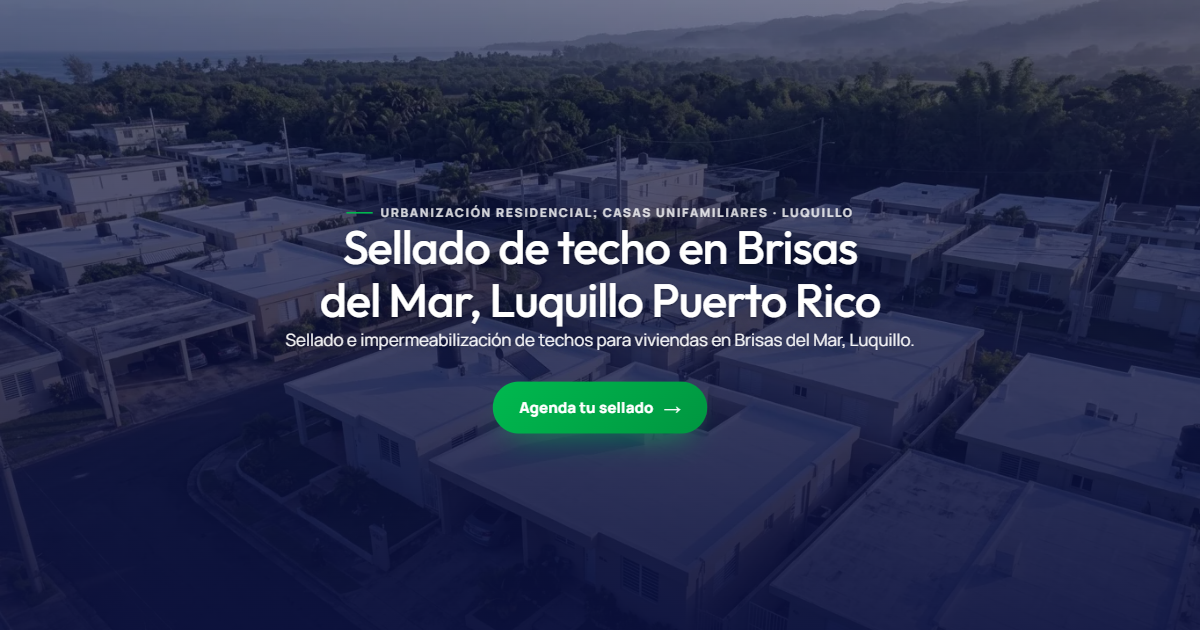 URBANIZACIÓN RESIDENCIAL; CASAS UNIFAMILIARES · LUQUILLO
Sellado de techo en Brisas
del Mar, Luquillo Puerto Rico
Sellado e impermeabilización de techos para viviendas en Brisas del Mar, Luquillo.
Agenda tu sellado →